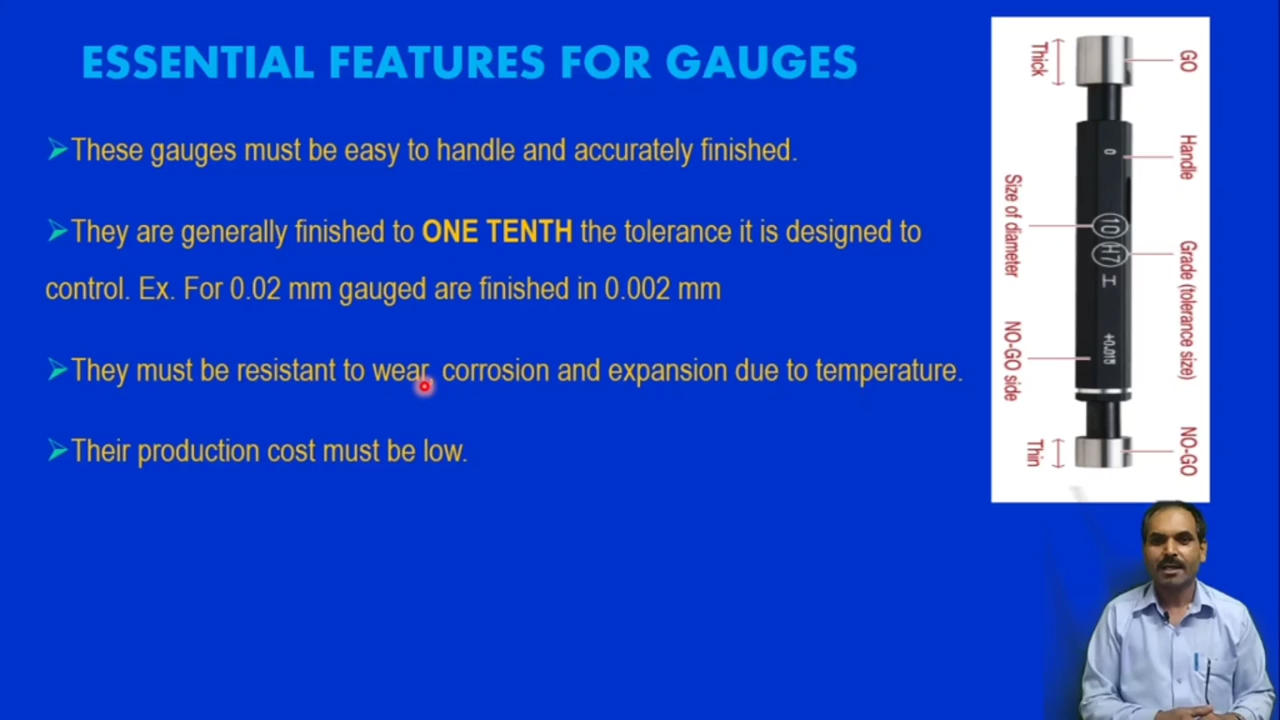 ESSENTIAL FEATURES FOR GAUGES
➢These gauges must be easy to handle and accurately finished.
➢They are generally finished to ONE TENTH the tolerance it is designed to
control. Ex. For 0.02 mm gauged are finished in 0.002 mm
➢They must be resistant to wear, corrosion and expansion due to temperature.
➢Their production cost must be low.
GO
Thick
Handle
0
Size of diameter
10
H7
Grade (tolerance size)
NO-GO side
+0.015
NO-GO
Thin